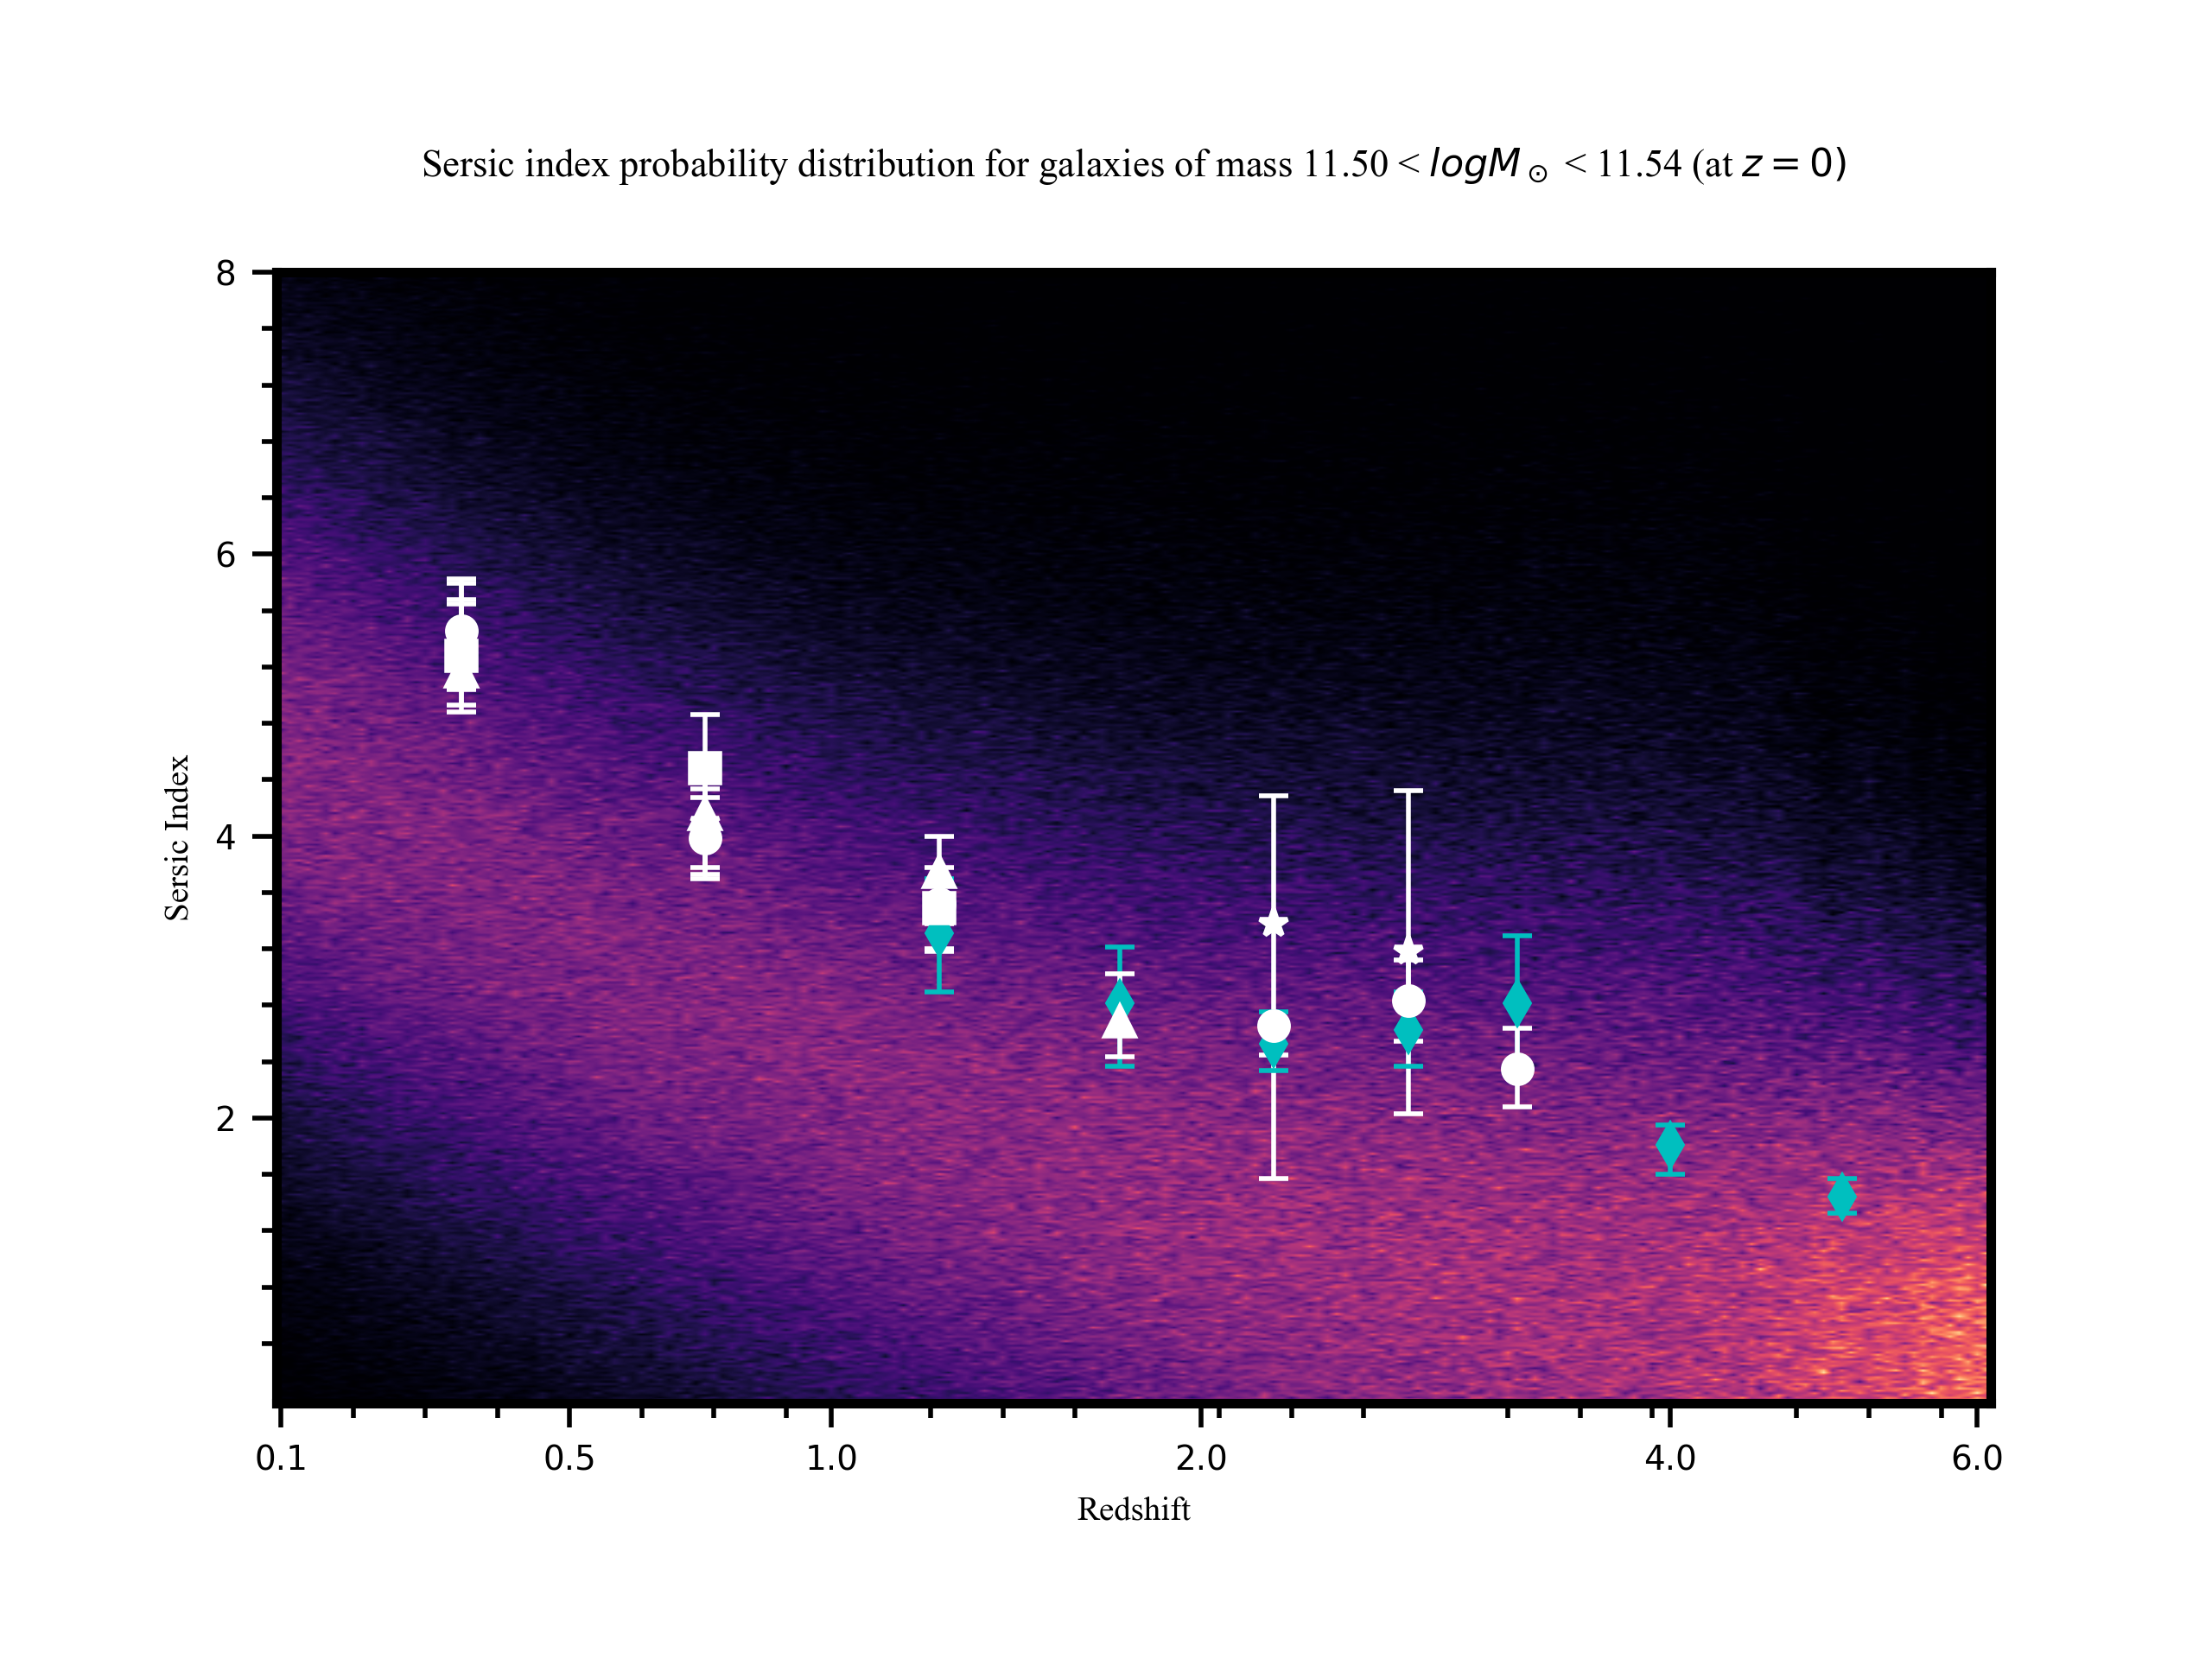 Sersic index probability distribution for galaxies of mass 11.50 < logM⊙ < 11.54 (at z = 0)
8
6
4
2
Sersic Index
0.1 0.5 1.0 2.0 4.0 6.0
Redshift